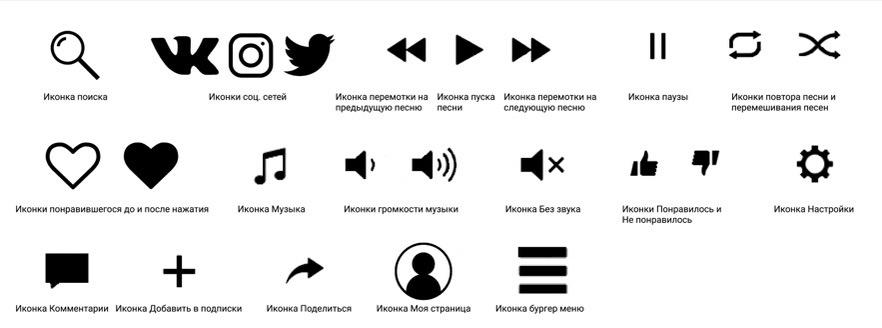 Иконка поиска
Иконки соц. сетей
Иконка перемотки на
предыдущую песню
Иконка пуска
песни
Иконка перемотки на
следующую песню
Иконка паузы
Иконки повтора песни и
перемешивания песен
Иконки понравившегося до и после нажатия
Иконка Музыка
Иконки громкости музыки
Иконка Без звука
Иконки Понравилось и
Не понравилось
Иконка Настройки
Иконка Комментарии
Иконка Добавить в подписки
Иконка Поделиться
Иконка Моя страница
Иконка бургер меню